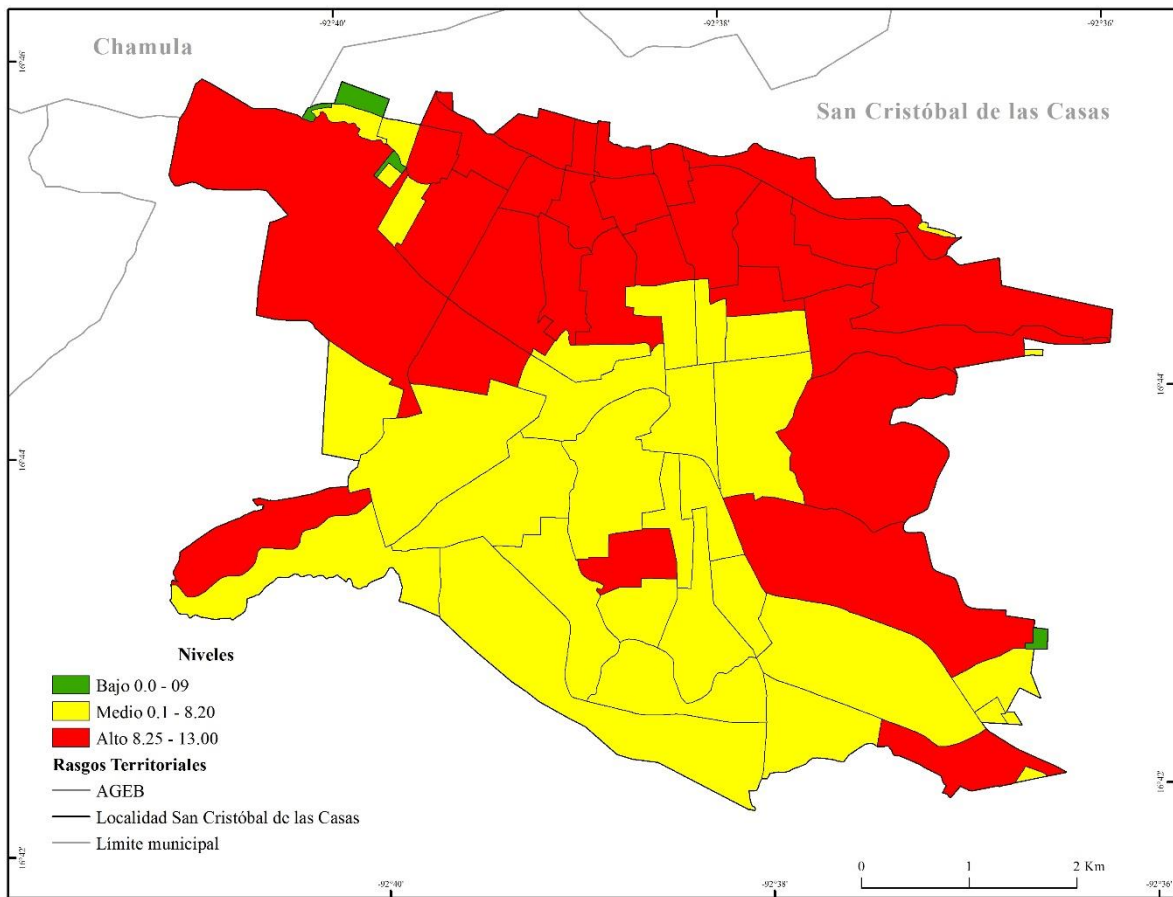 -92°40'
-92°38'
-92°36'
Chamula
16°46'
San Cristóbal de las Casas
16°44'
16°44'
Niveles
Bajo 0.0 - 09
Medio 0.1 - 8.20
Alto 8.25 - 13.00
Rasgos Territoriales
AGEB
Localidad San Cristóbal de las Casas
Límite municipal
16°42'
16°42'
0 1 2 Km
-92°40'
-92°38'
-92°36'